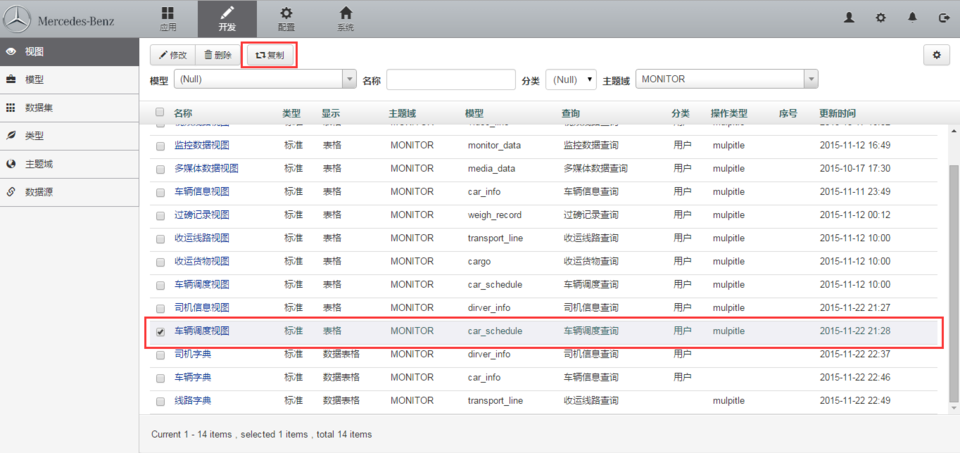 Mercedes-Benz
应用 开发 配置 系统
视图
模型
数据集
类型
主题域
数据源
修改 删除 复制
模型 (Null) 名称 分类 (Null) 主题域 MONITOR
名称 类型 显示 主题域 模型 查询 分类 操作类型 序号 更新时间
监控数据视图 标准 表格 MONITOR monitor_data 监控数据查询 用户 mulpitle 2015-11-12 16:49
多媒体数据视图 标准 表格 MONITOR media_data 多媒体数据查询 用户 mulpitle 2015-10-17 17:30
车辆信息视图 标准 表格 MONITOR car_info 车辆信息查询 用户 mulpitle 2015-11-11 23:49
过磅记录视图 标准 表格 MONITOR weigh_record 过磅记录查询 用户 mulpitle 2015-11-12 00:12
收运线路视图 标准 表格 MONITOR transport_line 收运线路查询 用户 mulpitle 2015-11-12 10:00
收运货物视图 标准 表格 MONITOR cargo 收运货物查询 用户 mulpitle 2015-11-12 10:00
车辆调度视图 标准 表格 MONITOR car_schedule 车辆调度查询 用户 mulpitle 2015-11-12 10:00
司机信息视图 标准 表格 MONITOR dirver_info 司机信息查询 用户 mulpitle 2015-11-22 21:27
车辆调度视图 标准 表格 MONITOR car_schedule 车辆调度查询 用户 mulpitle 2015-11-22 21:28
司机字典 标准 数据表格 MONITOR dirver_info 司机信息查询 用户 2015-11-22 22:37
车辆字典 标准 数据表格 MONITOR car_info 车辆信息查询 用户 2015-11-22 22:46
线路字典 标准 数据表格 MONITOR transport_line 收运线路查询 mulpitle 2015-11-22 22:49
Current 1 - 14 items , selected 1 items , total 14 items